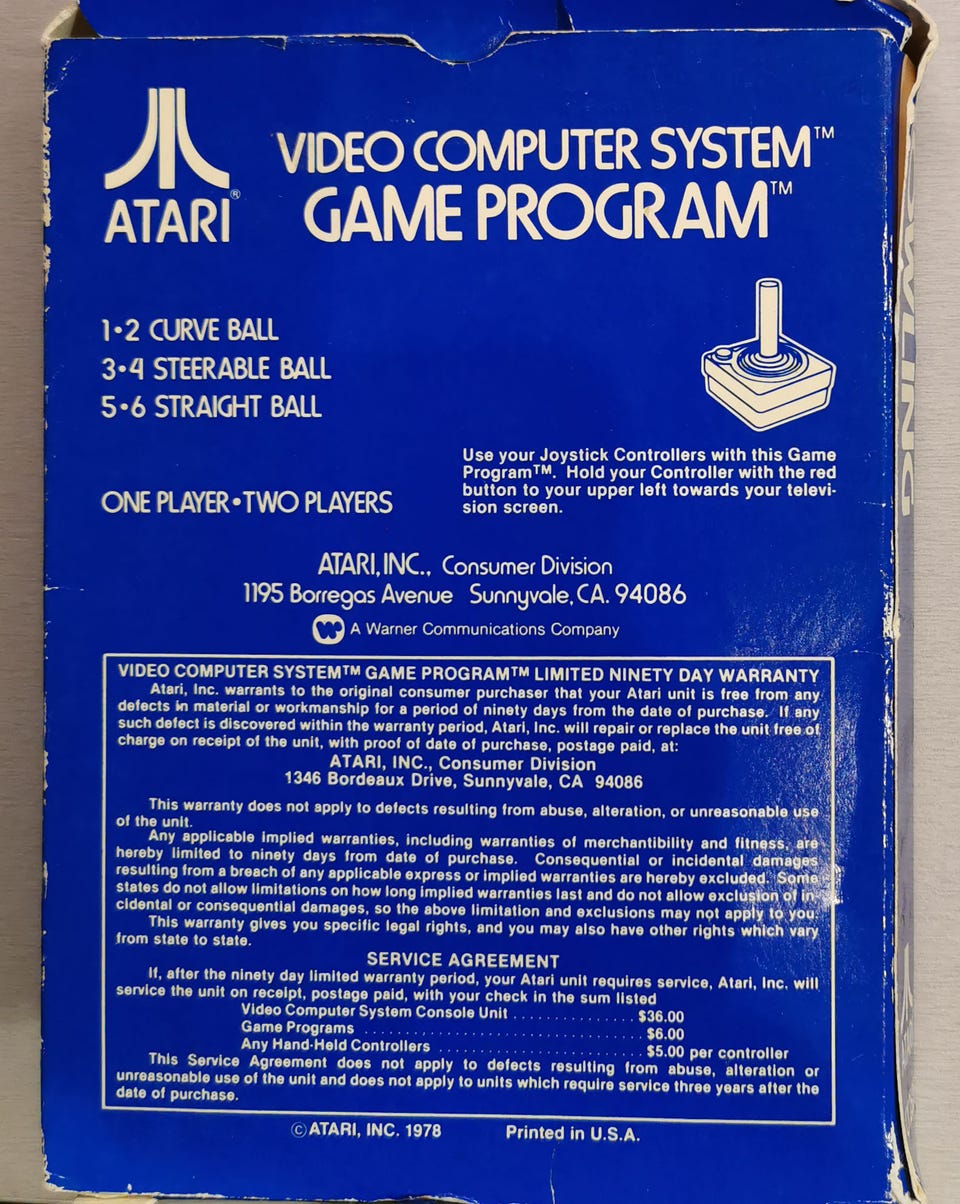 ATARI®
VIDEO COMPUTER SYSTEM™
GAME PROGRAM™
1•2 CURVE BALL
3•4 STEERABLE BALL
5•6 STRAIGHT BALL
ONE PLAYER•TWO PLAYERS
Use your Joystick Controllers with this Game
Program™. Hold your Controller with the red
button to your upper left towards your televi-
sion screen.
ATARI, INC., Consumer Division
1195 Borregas Avenue Sunnyvale, CA. 94086
A Warner Communications Company
VIDEO COMPUTER SYSTEM™ GAME PROGRAM™ LIMITED NINETY DAY WARRANTY
Atari, Inc. warrants to the original consumer purchaser that your Atari unit is free from any
defects in material or workmanship for a period of ninety days from the date of purchase. If any
such defect is discovered within the warranty period, Atari, Inc. will repair or replace the unit free of
charge on receipt of the unit, with proof of date of purchase, postage paid, at:
ATARI, INC., Consumer Division
1346 Bordeaux Drive, Sunnyvale, CA 94086
This warranty does not apply to defects resulting from abuse, alteration, or unreasonable use
of the unit.
Any applicable implied warranties, including warranties of merchantibility and fitness, are
hereby limited to ninety days from date of purchase. Consequential or incidental damages
resulting from a breach of any applicable express or implied warranties are hereby excluded. Some
states do not allow limitations on how long implied warranties last and do not allow exclusion of in-
cidental or consequential damages, so the above limitation and exclusions may not apply to you.
This warranty gives you specific legal rights, and you may also have other rights which vary
from state to state.
SERVICE AGREEMENT
If, after the ninety day limited warranty period, your Atari unit requires service, Atari, Inc. will
service the unit on receipt, postage paid, with your check in the sum listed
Video Computer System Console Unit . . . . . . . . . . . . . . $36.00
Game Programs . . . . . . . . . . . . . . . . . . . . . . . . . . . . . . . $6.00
Any Hand-Held Controllers . . . . . . . . . . . . . . . . . . . . . . $5.00 per controller
This Service Agreement does not apply to defects resulting from abuse, alteration or
unreasonable use of the unit and does not apply to units which require service three years after the
date of purchase.
© ATARI, INC. 1978 Printed in U.S.A.